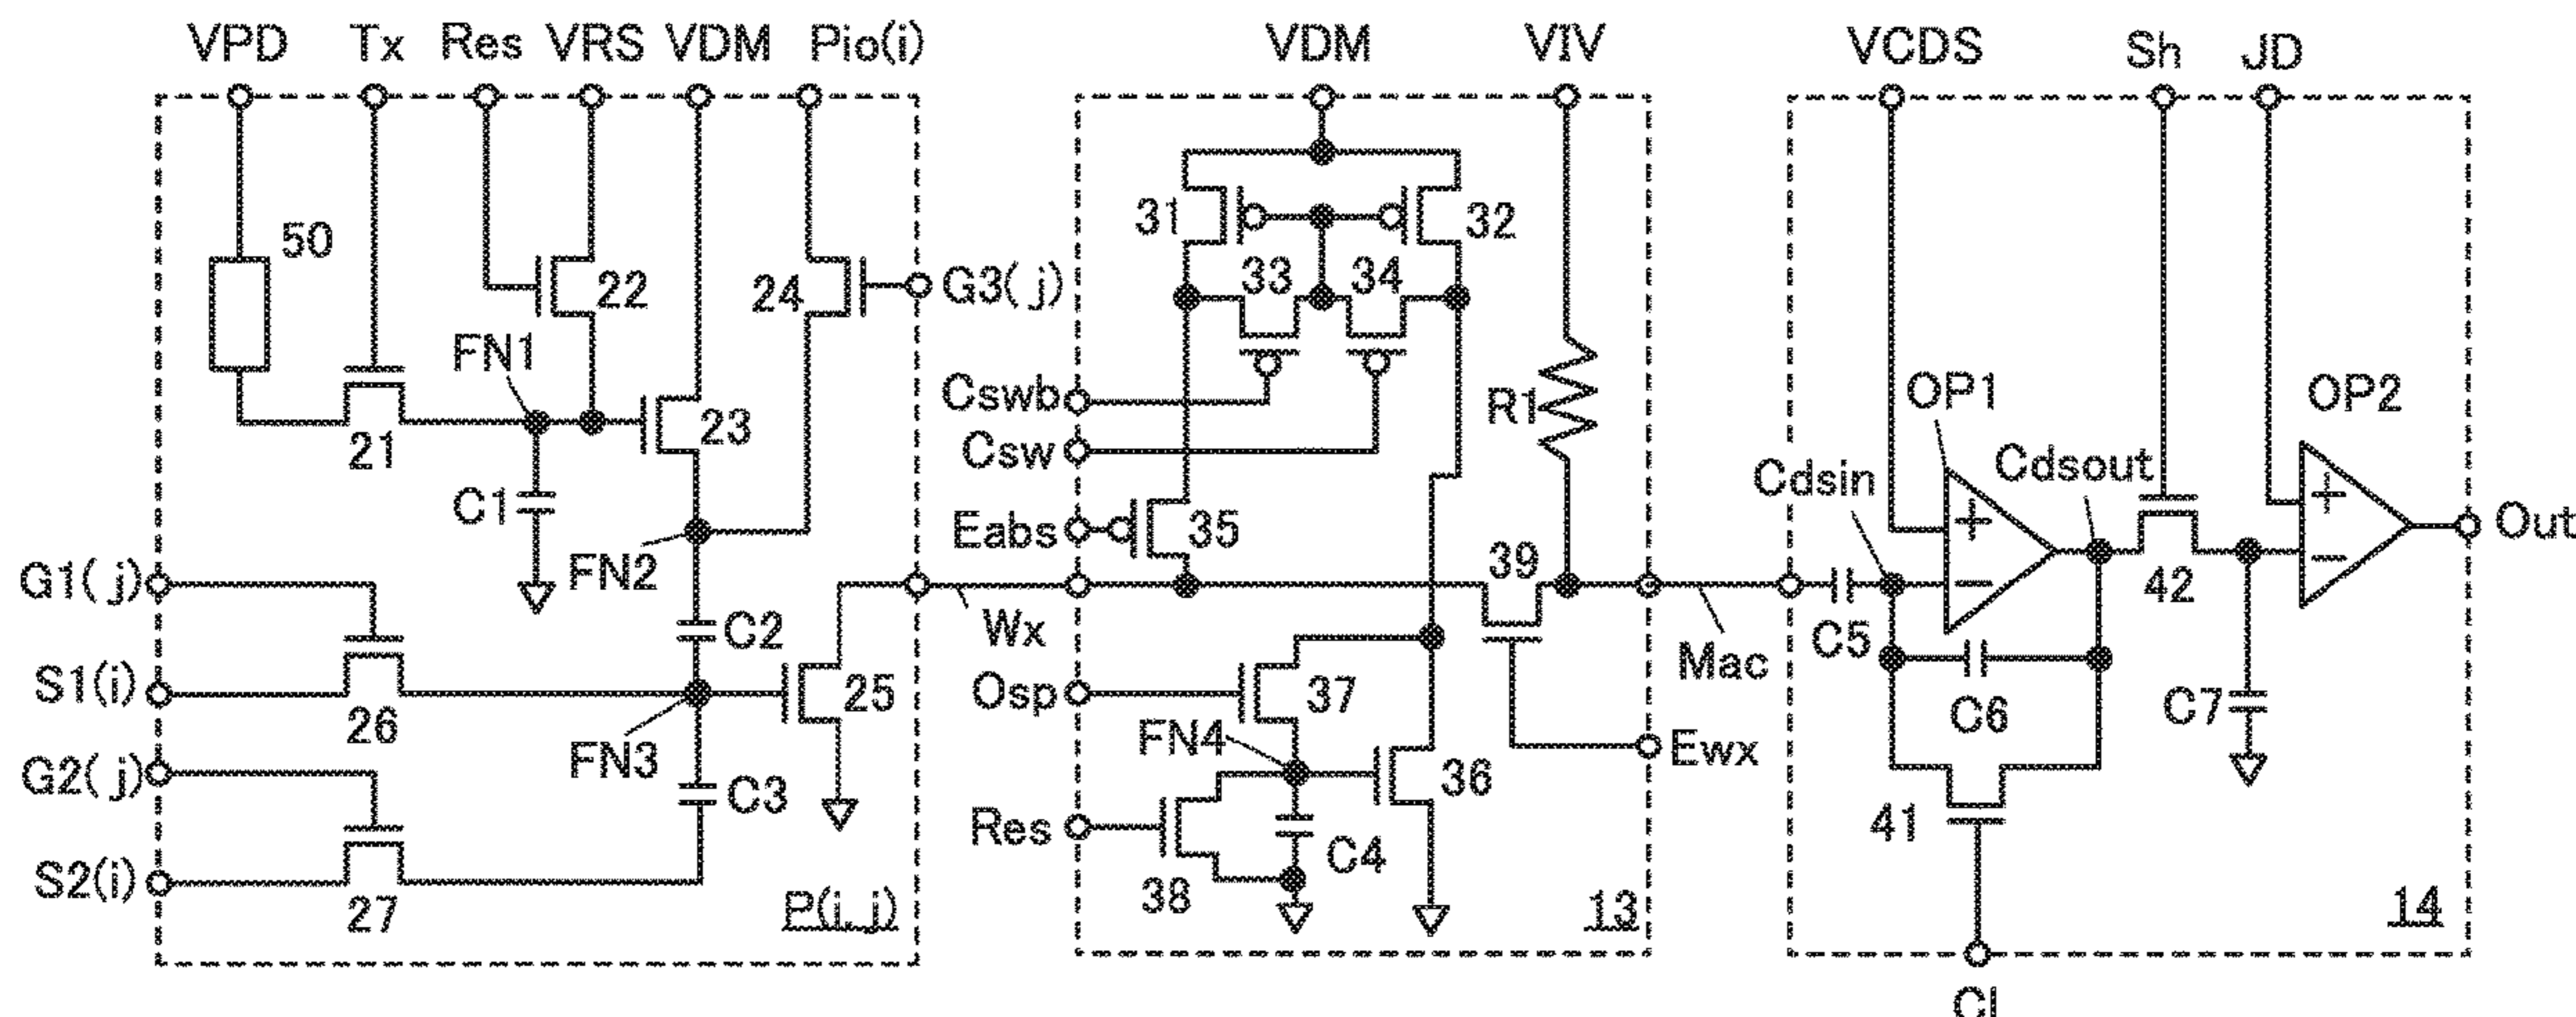 VPD Tx Res VRS VDM Pio(i) VDM VIV VCDS Sh JD
50
31 32
22 24 G3(j)
33 34
FN1
Cswb R1 OP1 OP2
23
21
Csw
Cdsin Cdsout
C1
Eabs 35 Out
FN2 39
G1(j) 42
Wx
C2 C5
Mac
S1(i) 25 Osp 37
26 C6 C7
FN3 FN4 Ewx
G2(j) C3 36
Res 41
C4
S2(i)
27 P(i, j) 38 13 14
Cl